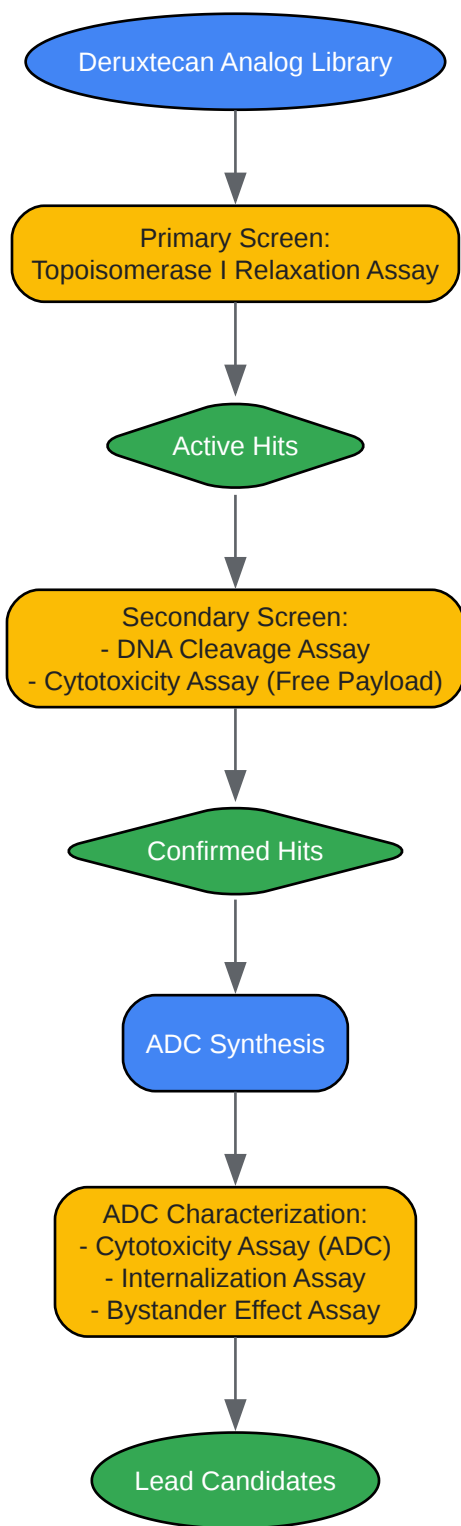 Deruxtecan Analog Library
Primary Screen:
Topoisomerase I Relaxation Assay
Active Hits
Secondary Screen:
- DNA Cleavage Assay
- Cytotoxicity Assay (Free Payload)
Confirmed Hits
ADC Synthesis
ADC Characterization:
- Cytotoxicity Assay (ADC)
- Internalization Assay
- Bystander Effect Assay
Lead Candidates